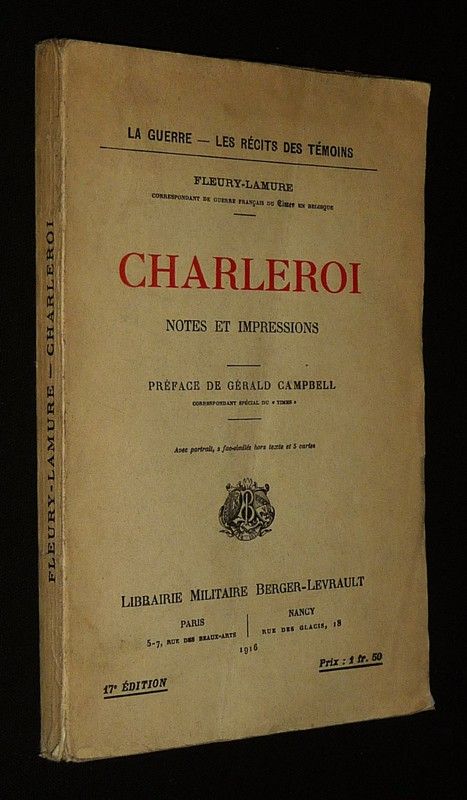 LA GUERRE — LES RÉCITS DES TÉMOINS
FLEURY-LAMURE
CORRESPONDANT DE GUERRE FRANÇAIS DU Times EN BELGIQUE
CHARLEROI
NOTES ET IMPRESSIONS
PRÉFACE DE GÉRALD CAMPBELL
CORRESPONDANT SPÉCIAL DU « TIMES »
Avec portrait, 2 fac-similés hors texte et 5 cartes
LIBRAIRIE MILITAIRE BERGER-LEVRAULT
PARIS
5-7, RUE DES BEAUX-ARTS
NANCY
RUE DES GLACIS, 18
1916
17e ÉDITION
Prix : 1 fr. 50
FLEURY-LAMURE — CHARLEROI